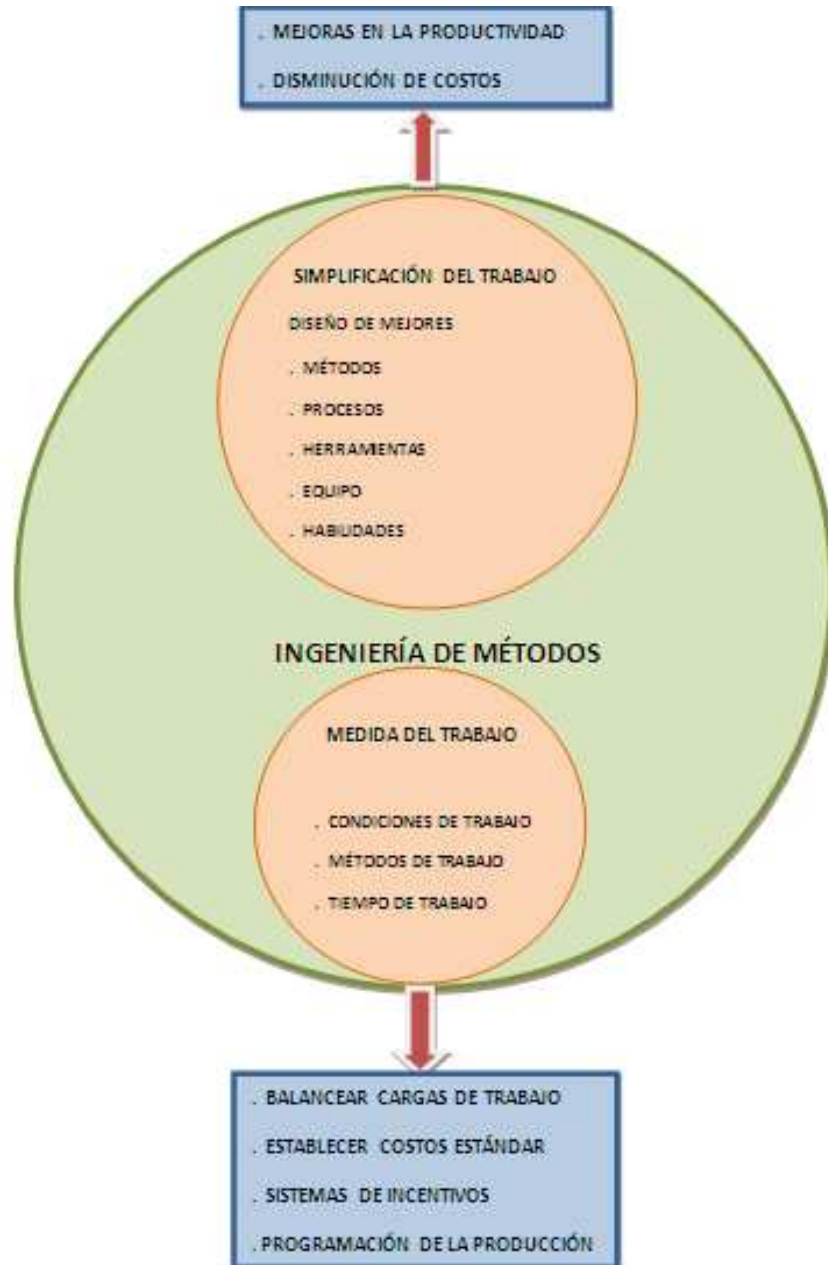 . MEJORAS EN LA PRODUCTIVIDAD
. DISMINUCIÓN DE COSTOS
SIMPLIFICACIÓN DEL TRABAJO
DISEÑO DE MEJORES
. MÉTODOS
. PROCESOS
. HERRAMIENTAS
. EQUIPO
. HABILIDADES
INGENIERÍA DE MÉTODOS
MEDIDA DEL TRABAJO
. CONDICIONES DE TRABAJO
. MÉTODOS DE TRABAJO
. TIEMPO DE TRABAJO
. BALANCEAR CARGAS DE TRABAJO
. ESTABLECER COSTOS ESTÁNDAR
. SISTEMAS DE INCENTIVOS
. PROGRAMACIÓN DE LA PRODUCCIÓN